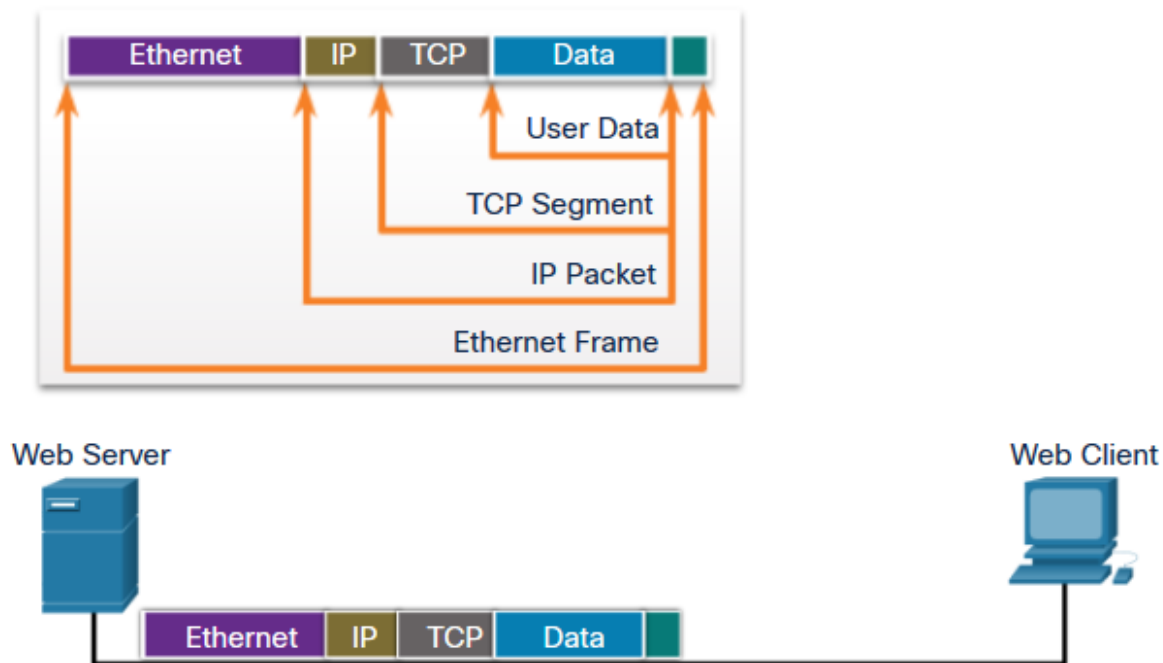 Ethernet IP TCP Data
User Data
TCP Segment
IP Packet
Ethernet Frame
Web Server Web Client
Ethernet IP TCP Data